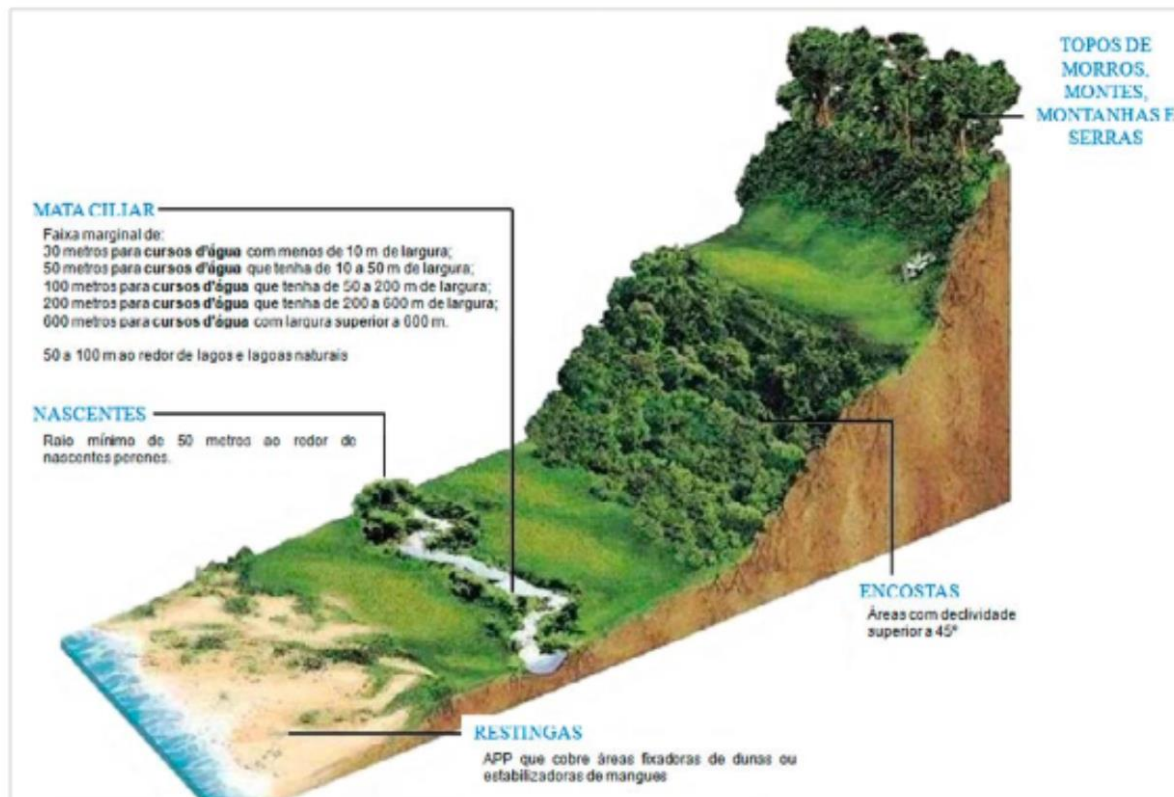 TOPOS DE
MORROS,
MONTES,
MONTANHAS E
SERRAS
MATA CILIAR
Faixa marginal de:
30 metros para cursos d'água com menos de 10 m de largura;
50 metros para cursos d'água que tenha de 10 a 50 m de largura;
100 metros para cursos d'água que tenha de 50 a 200 m de largura;
200 metros para cursos d'água que tenha de 200 a 600 m de largura;
600 metros para cursos d'água com largura superior a 600 m.
50 a 100 m ao redor de lagos e lagoas naturais
NASCENTES
Raio mínimo de 50 metros ao redor de
nascentes perenes.
ENCOSTAS
Áreas com declividade
superior a 45º
RESTINGAS
APP que cobre áreas fixadoras de dunas ou
estabilizadoras de mangues